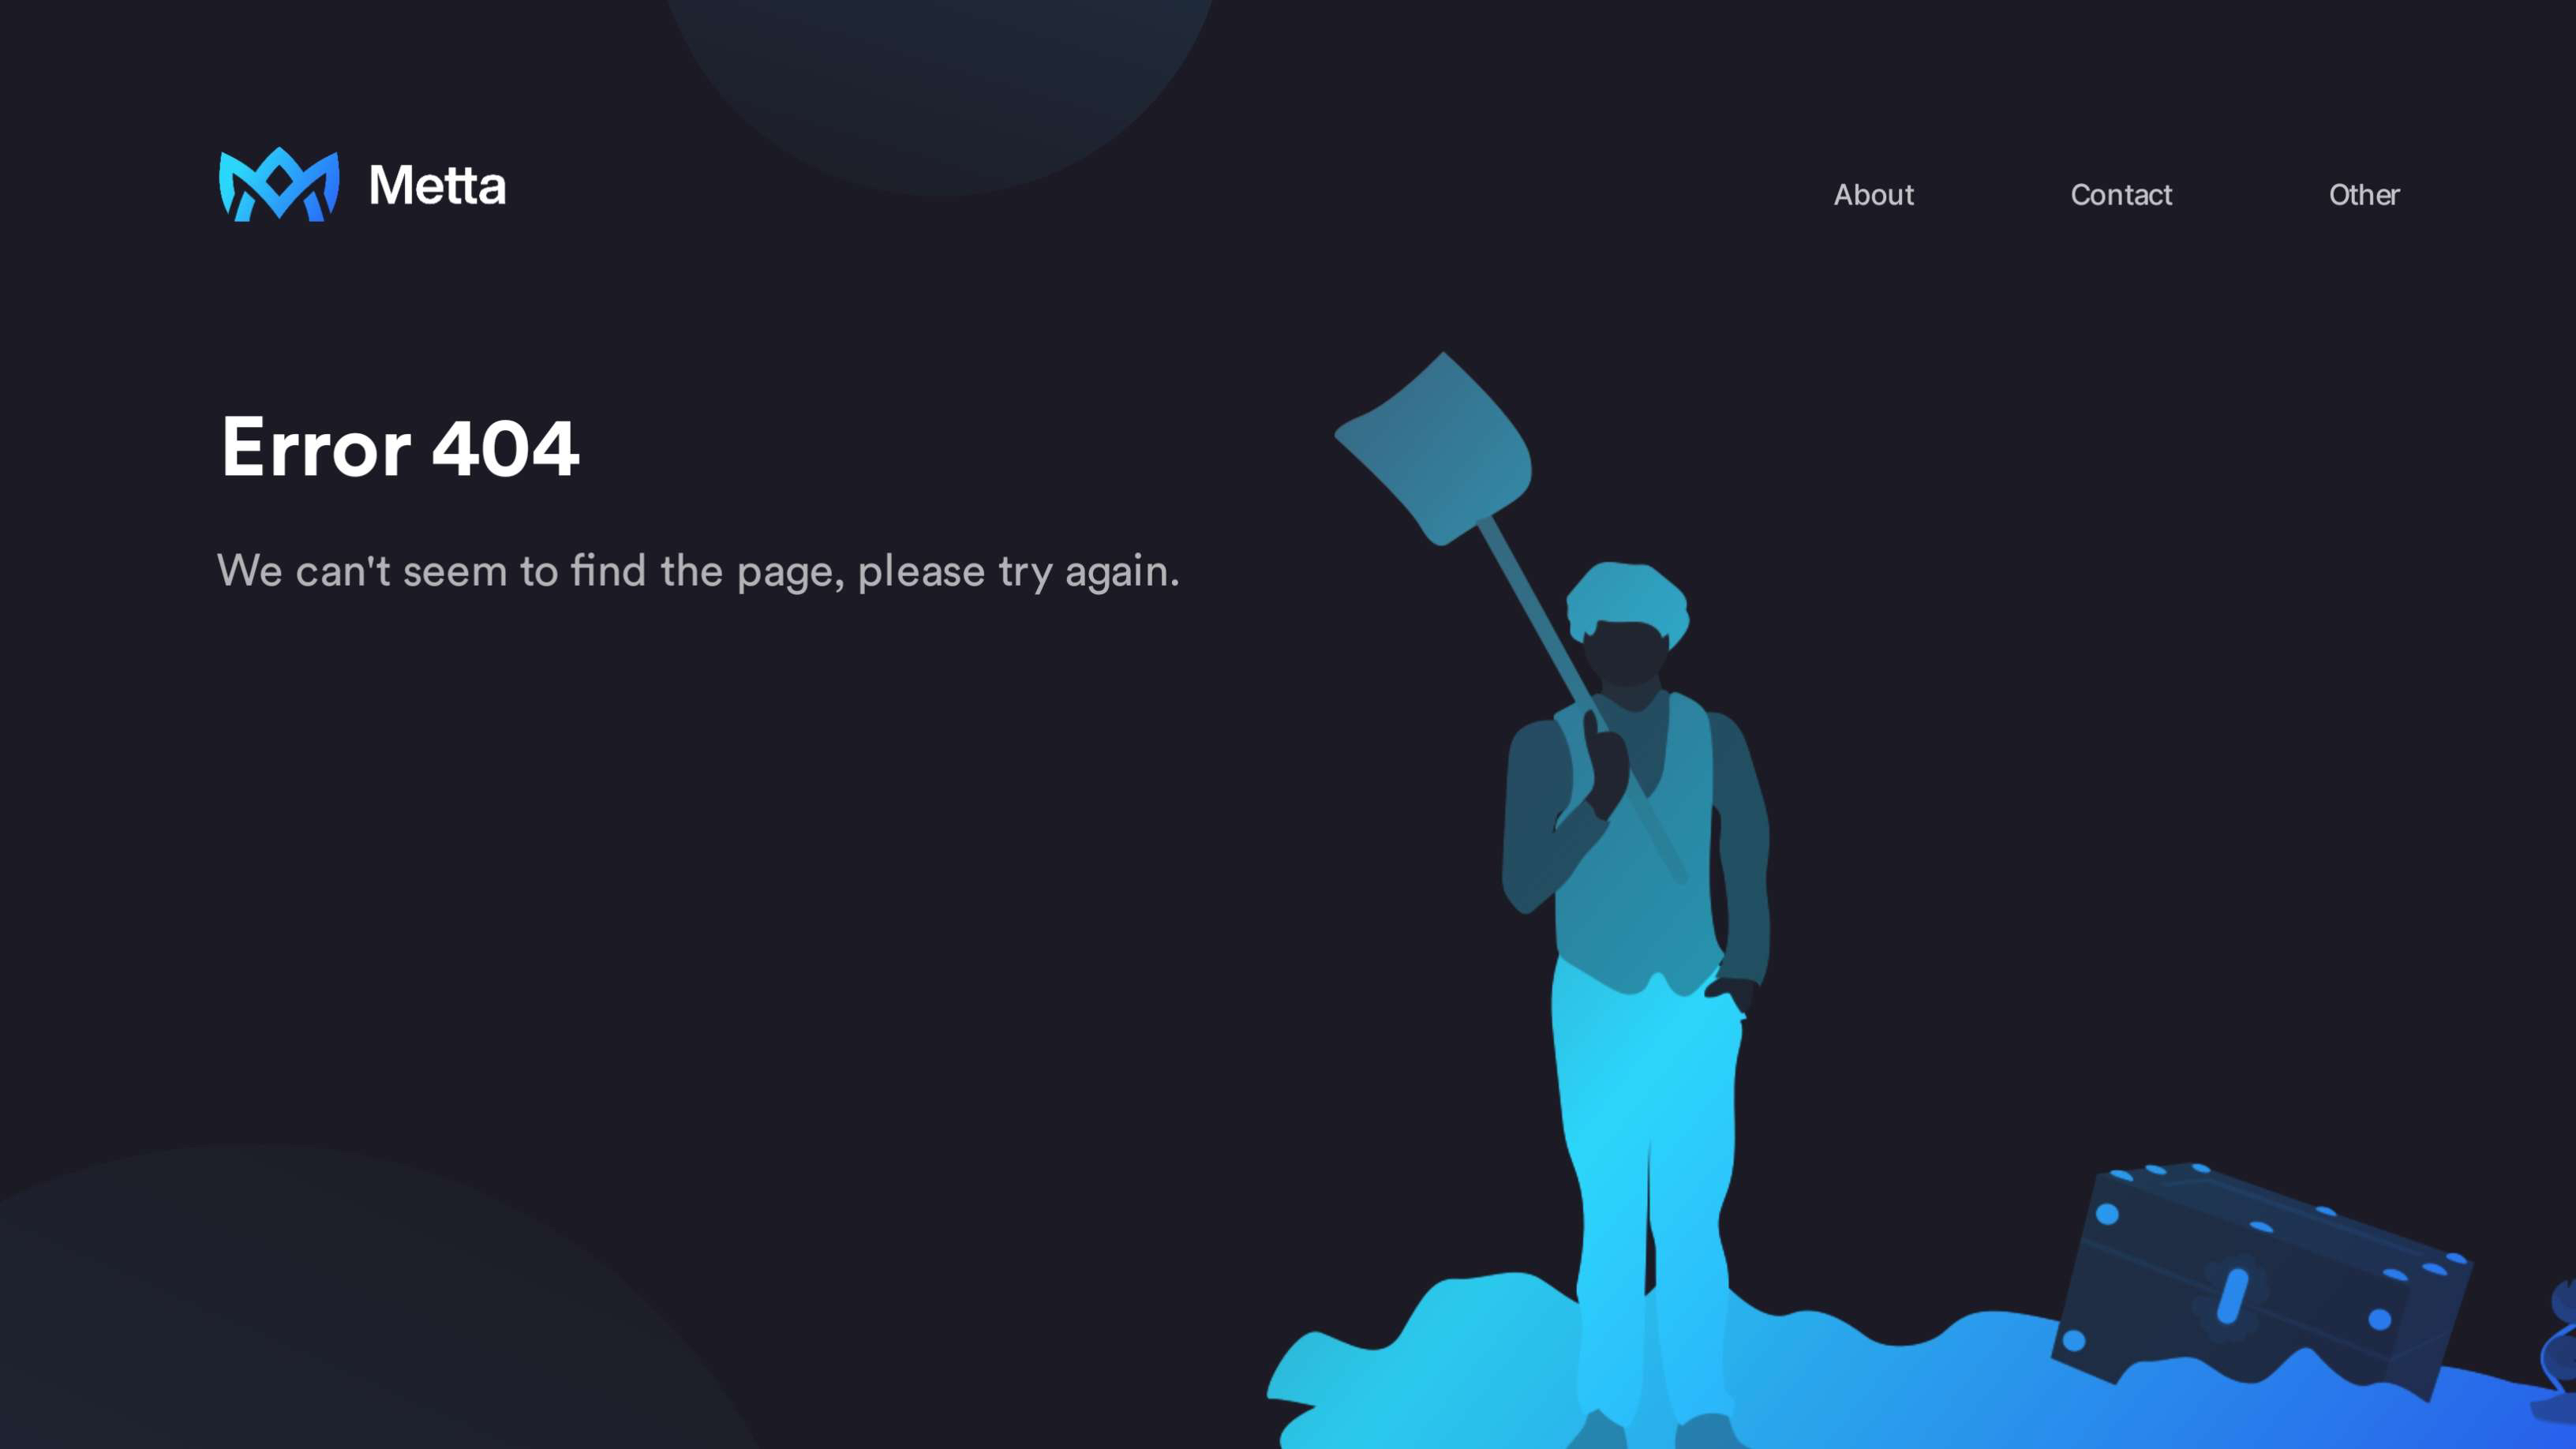 Metta
About
Contact
Other
Error 404
We can't seem to find the page, please try again.